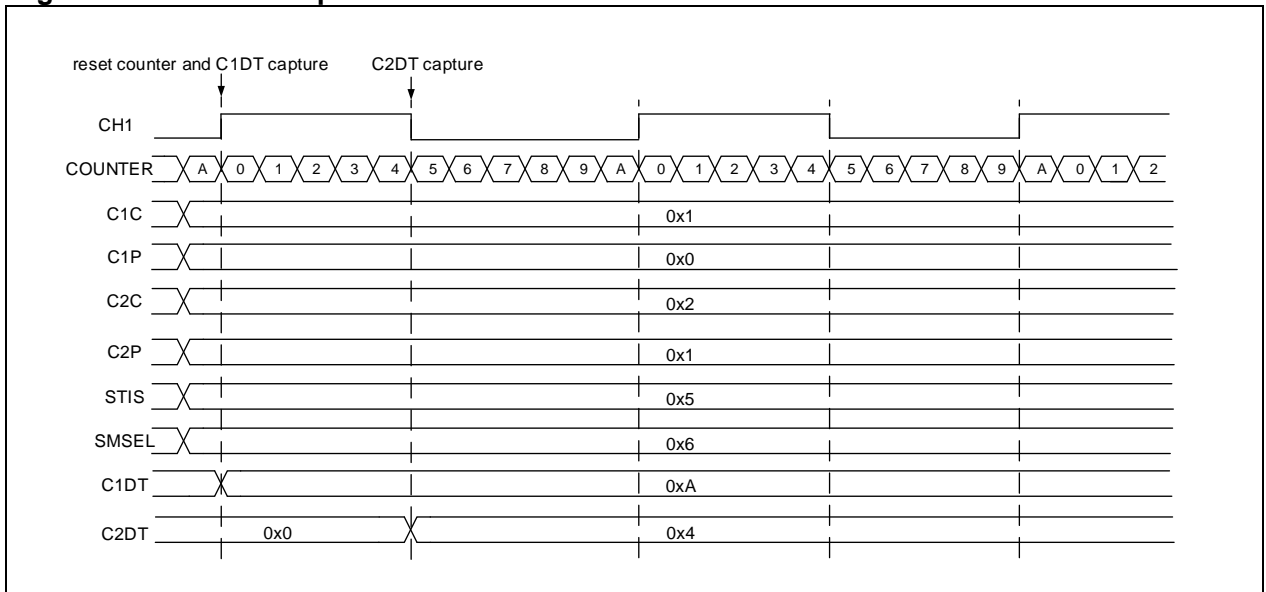 reset counter and C1DT capture C2DT capture
CH1
COUNTER A 0 1 2 3 4 5 6 7 8 9 A 0 1 2 3 4 5 6 7 8 9 A 0 1 2
C1C 0x1
C1P 0x0
C2C 0x2
C2P 0x1
STIS 0x5
SMSEL 0x6
C1DT 0xA
C2DT 0x0 0x4